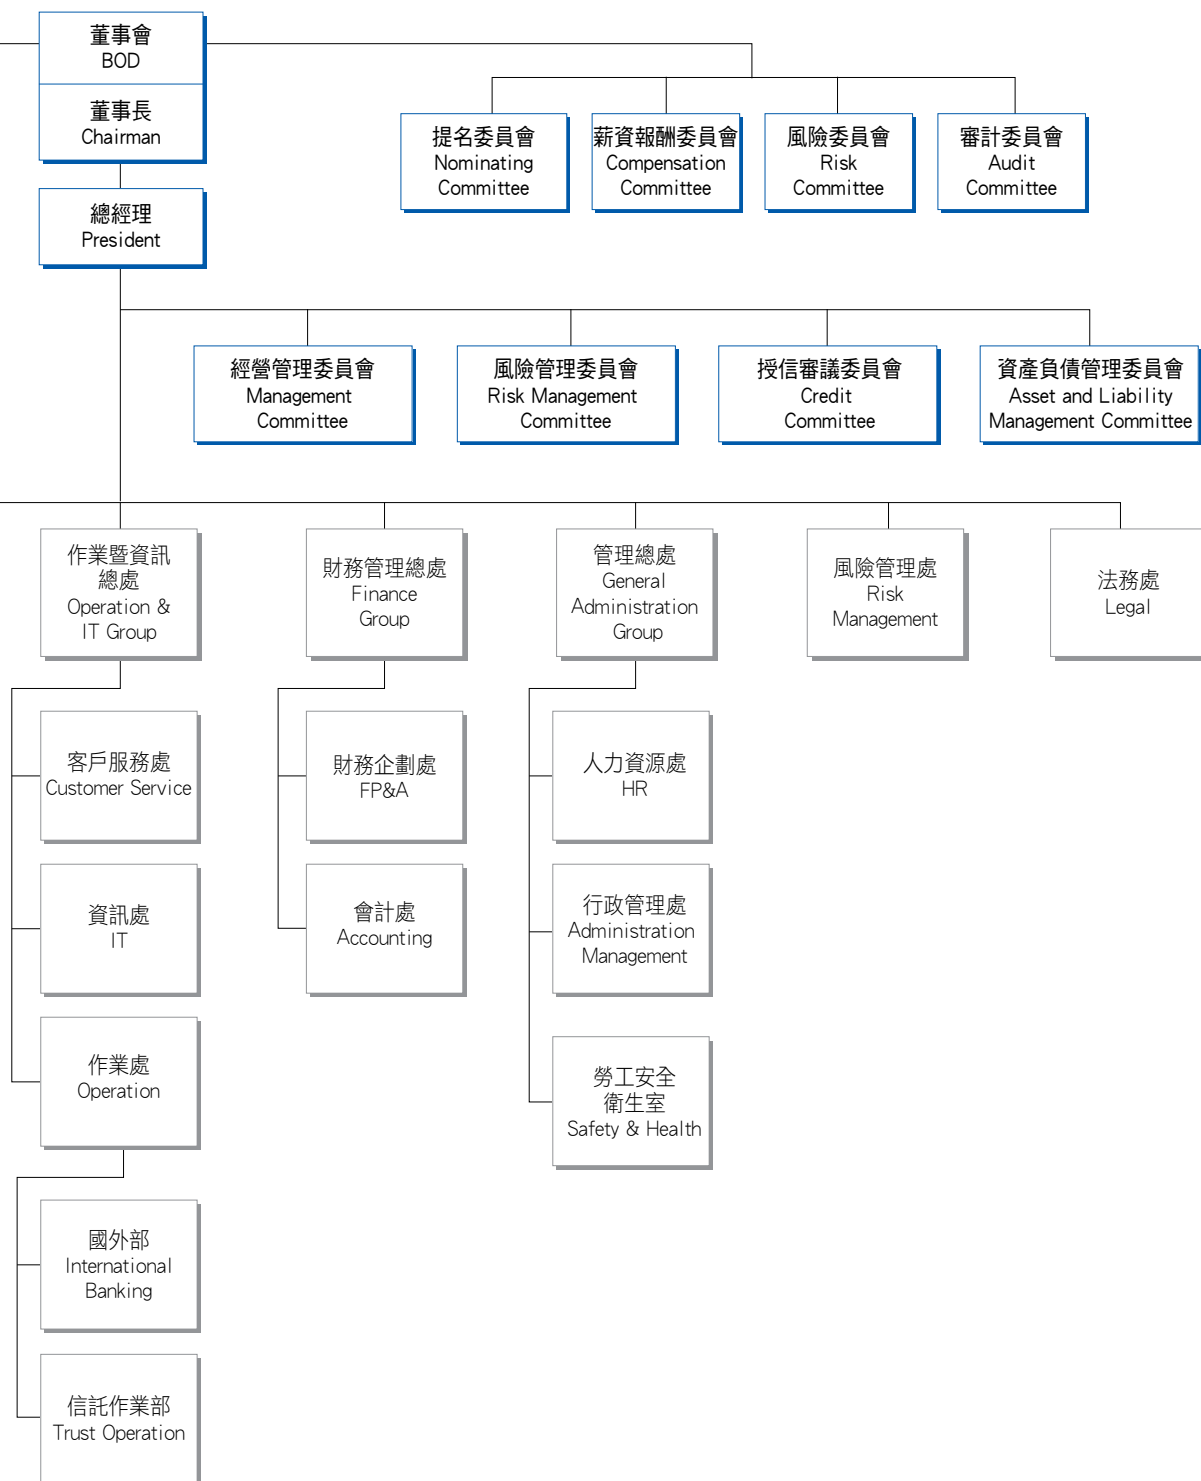 董事會
BOD
董事長
Chairman
總經理
President
提名委員會
Nominating
Committee
薪資報酬委員會
Compensation
Committee
風險委員會
Risk
Committee
審計委員會
Audit
Committee
經營管理委員會
Management
Committee
風險管理委員會
Risk Management
Committee
授信審議委員會
Credit
Committee
資產負債管理委員會
Asset and Liability
Management Committee
作業暨資訊
總處
Operation &
IT Group
財務管理總處
Finance
Group
管理總處
General
Administration
Group
風險管理處
Risk
Management
法務處
Legal
客戶服務處
Customer Service
資訊處
IT
作業處
Operation
國外部
International
Banking
信託作業部
Trust Operation
財務企劃處
FP&A
會計處
Accounting
人力資源處
HR
行政管理處
Administration
Management
勞工安全
衛生室
Safety & Health